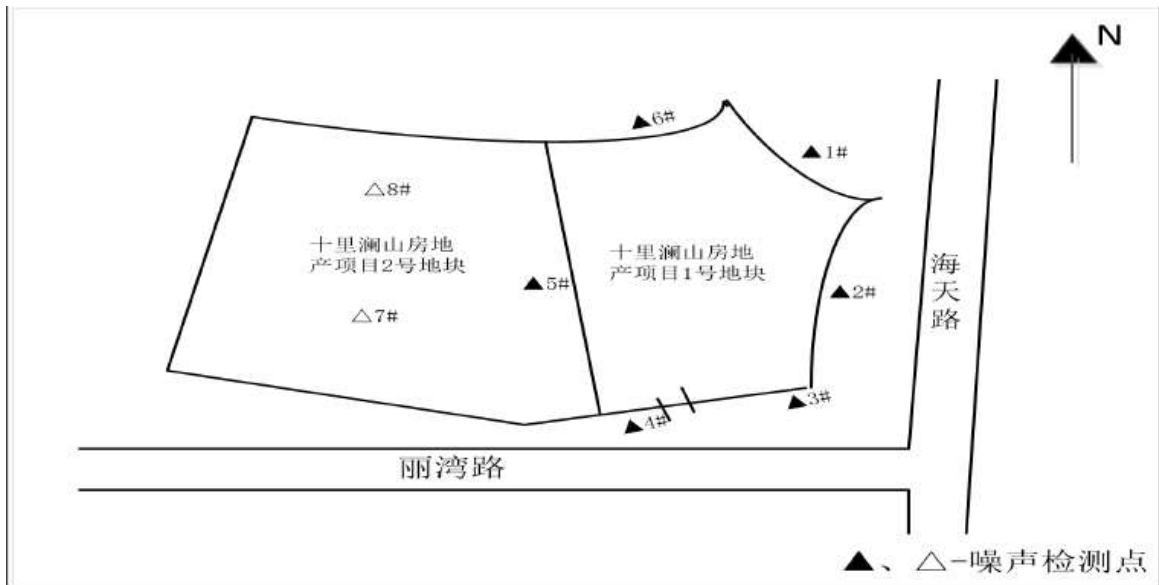 N
▲6#
▲1#
△8#
十里澜山房地
产项目2号地块
十里澜山房地
产项目1号地块
▲5#
▲2#
海天路
△7#
▲3#
▲4#
丽湾路
▲、△-噪声检测点